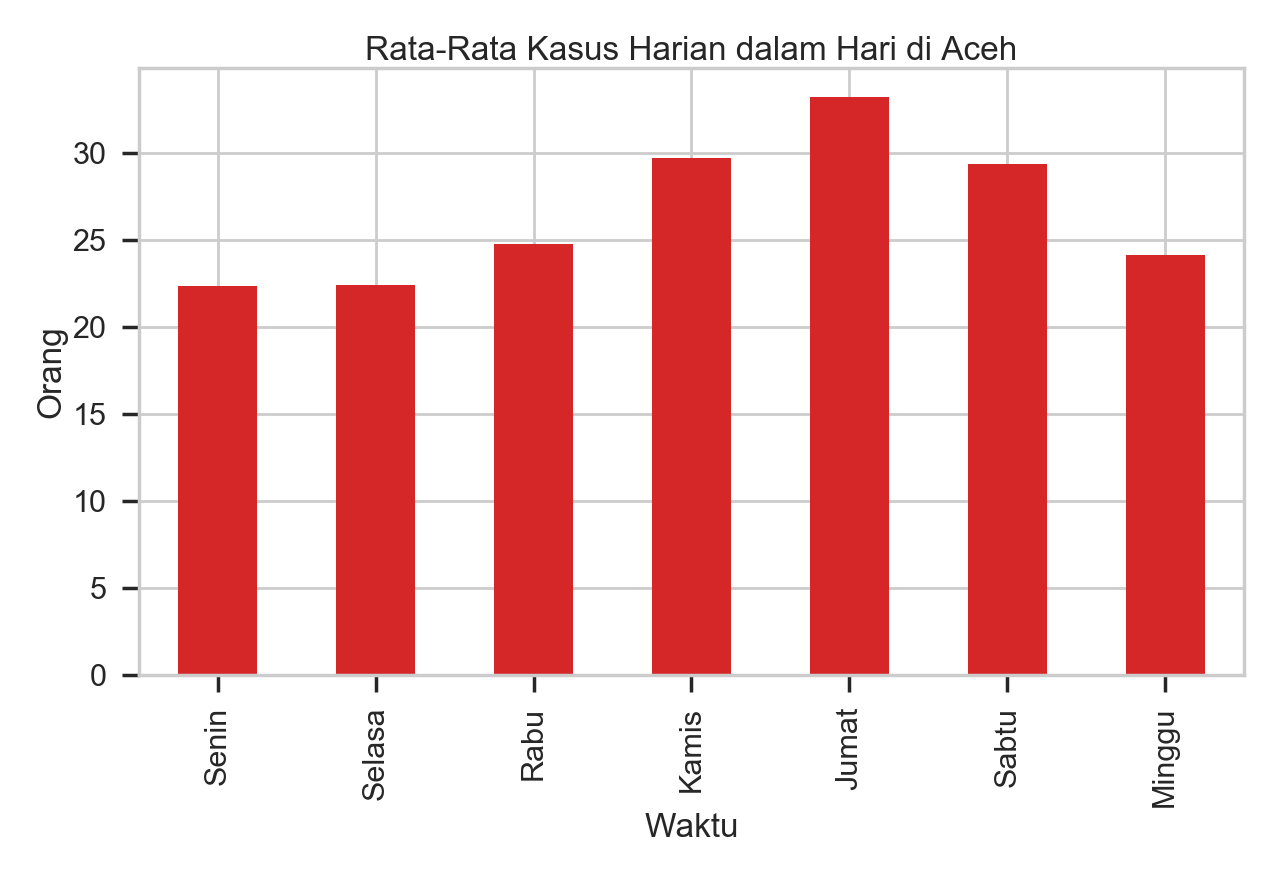 Rata-Rata Kasus Harian dalam Hari di Aceh
30
25
20
15
10
5
0
Orang
Senin
Selasa
Rabu
Kamis
Jumat
Sabtu
Minggu
Waktu